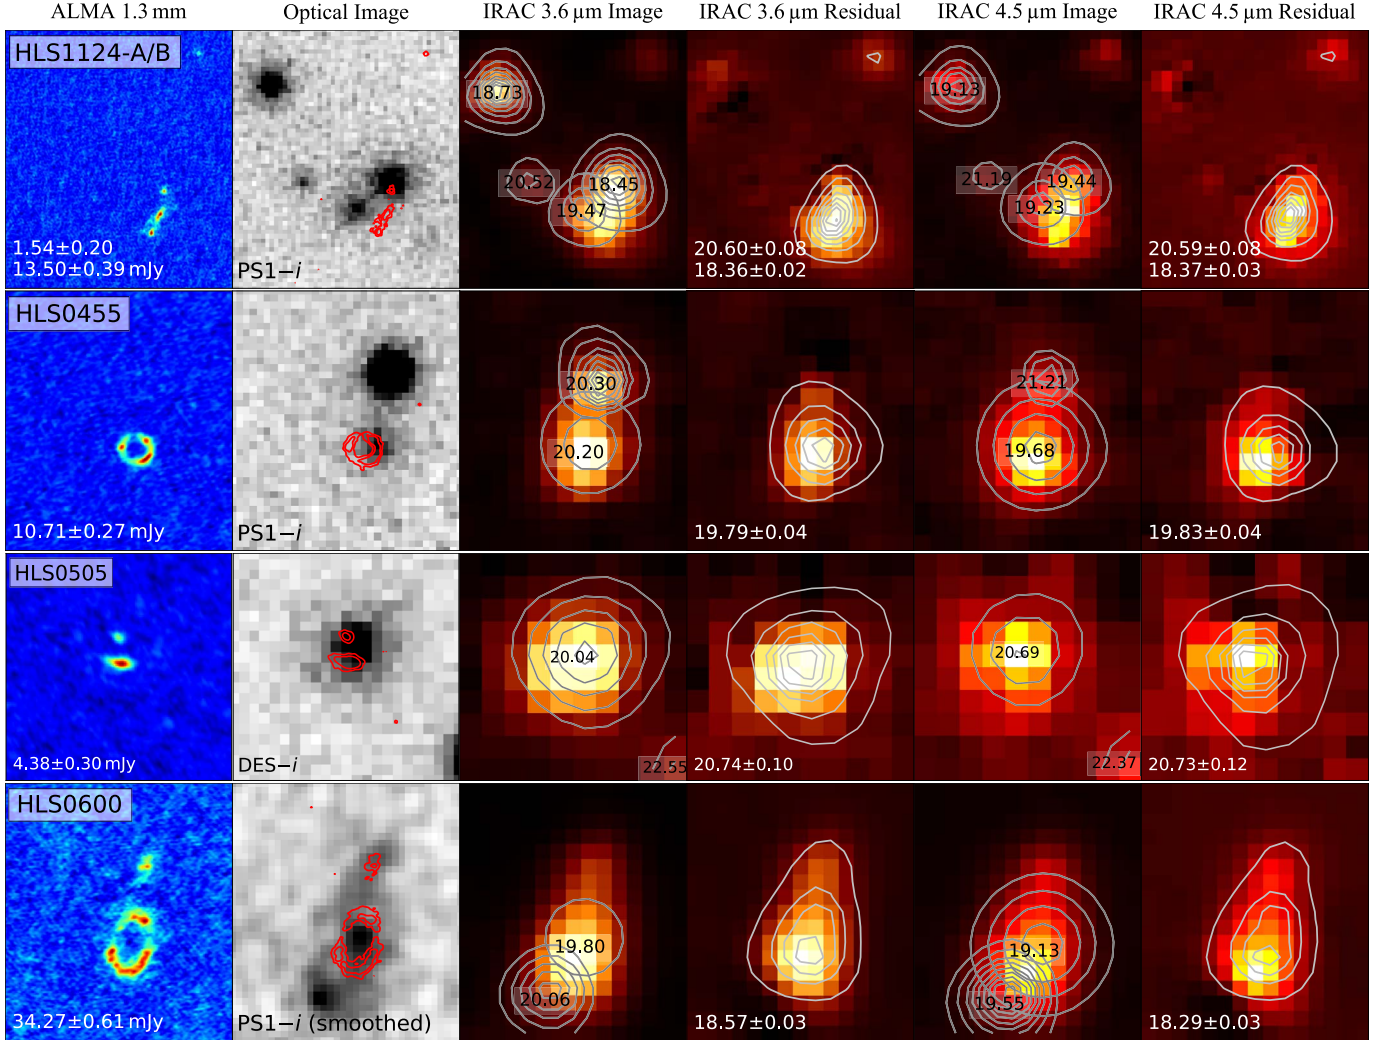 ALMA 1.3 mm
Optical Image
IRAC 3.6 μm Image
IRAC 3.6 μm Residual
IRAC 4.5 μm Image
IRAC 4.5 μm Residual
HLS1124-A/B
1.54±0.20
13.50±0.39 mJy
PS1−i
18.73
20.52
18.45
19.47
20.60±0.08
18.36±0.02
19.13
21.19
19.44
19.23
20.59±0.08
18.37±0.03
HLS0455
10.71±0.27 mJy
PS1−i
20.30
20.20
19.79±0.04
21.21
19.68
19.83±0.04
HLS0505
4.38±0.30 mJy
DES−i
20.04
22.55
20.74±0.10
20.69
22.37
20.73±0.12
HLS0600
34.27±0.61 mJy
PS1−i (smoothed)
19.80
20.06
18.57±0.03
19.13
19.55
18.29±0.03